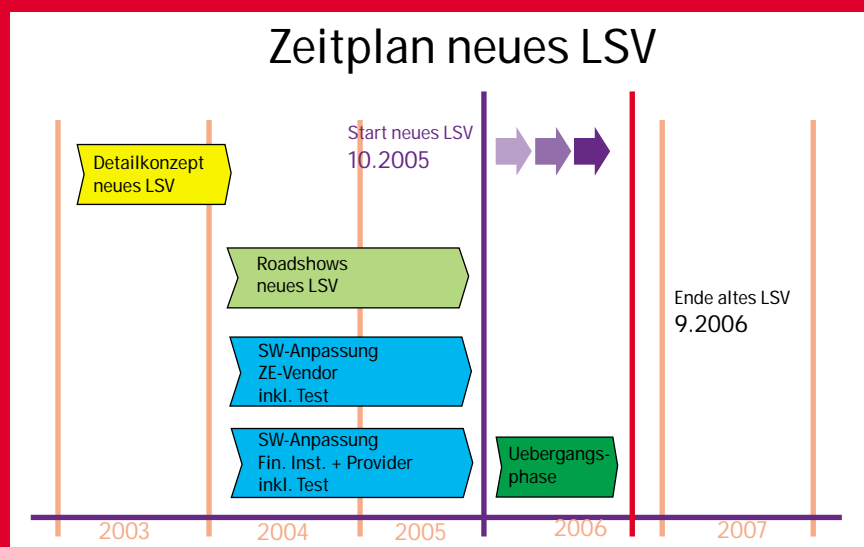 Zeitplan neues LSV
Start neues LSV
10.2005
Detailkonzept
neues LSV
Roadshows
neues LSV
Ende altes LSV
9.2006
SW-Anpassung
ZE-Vendor
inkl. Test
SW-Anpassung
Fin. Inst. + Provider
inkl. Test
Uebergangs-
phase
2003
2004
2005
2006
2007